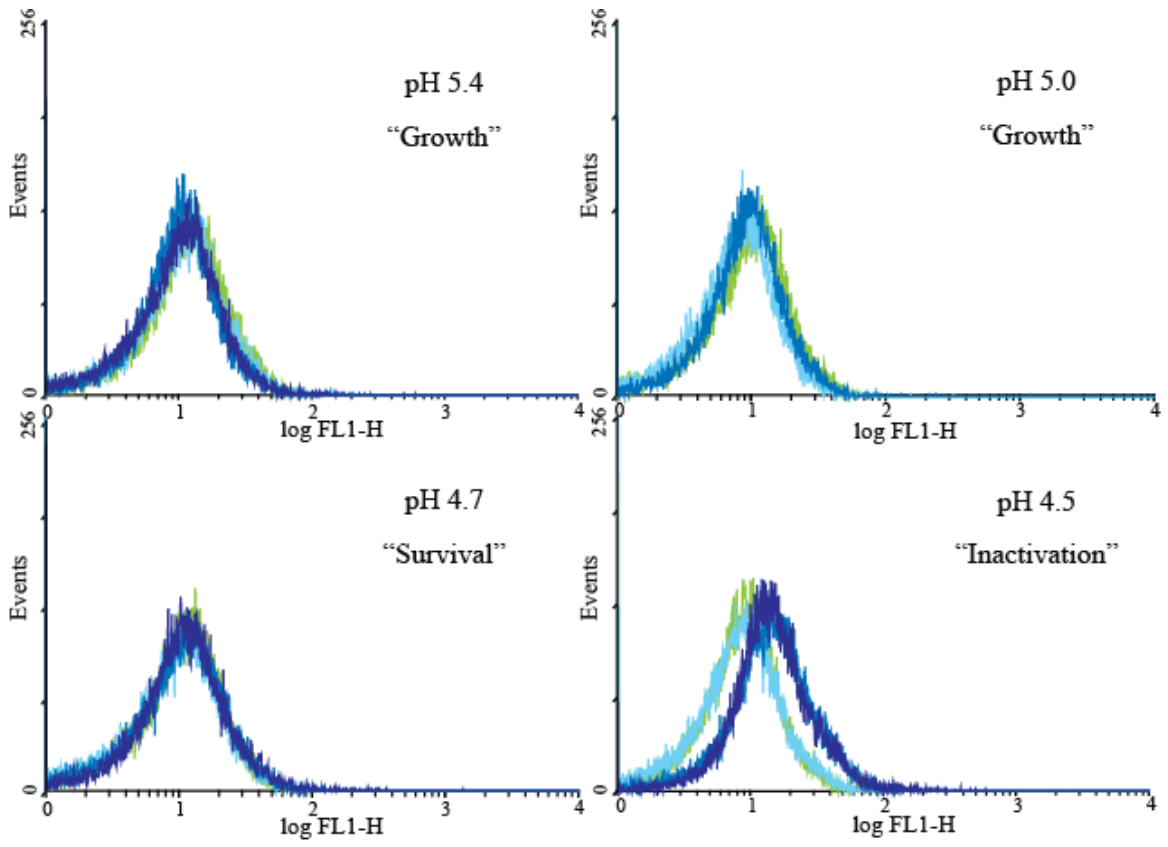 256
pH 5.4
“Growth”
Events
0
0 1 2 3 4
log FL1-H
256
pH 5.0
“Growth”
Events
0
0 1 2 3 4
log FL1-H
256
pH 4.7
“Survival”
Events
0
0 1 2 3 4
log FL1-H
256
pH 4.5
“Inactivation”
Events
0
0 1 2 3 4
log FL1-H